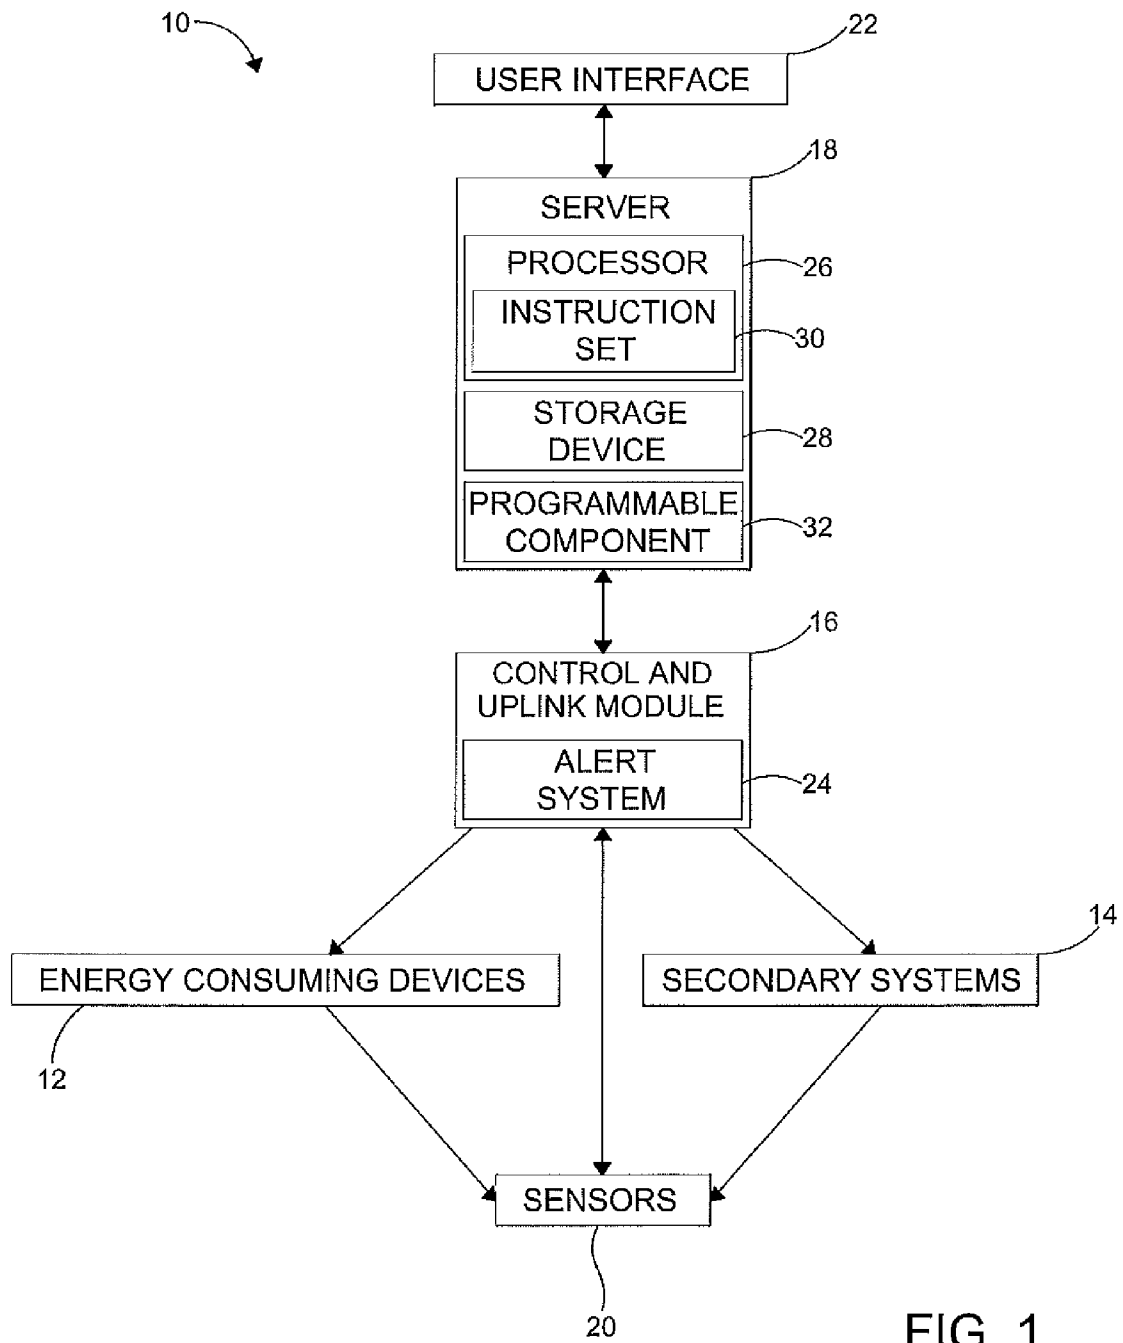 10
22
USER INTERFACE
18
SERVER
PROCESSOR
26
INSTRUCTION
SET
30
STORAGE
DEVICE
28
PROGRAMMABLE
COMPONENT
32
16
CONTROL AND
UPLINK MODULE
ALERT
SYSTEM
24
14
ENERGY CONSUMING DEVICES
SECONDARY SYSTEMS
12
SENSORS
20
FIG. 1